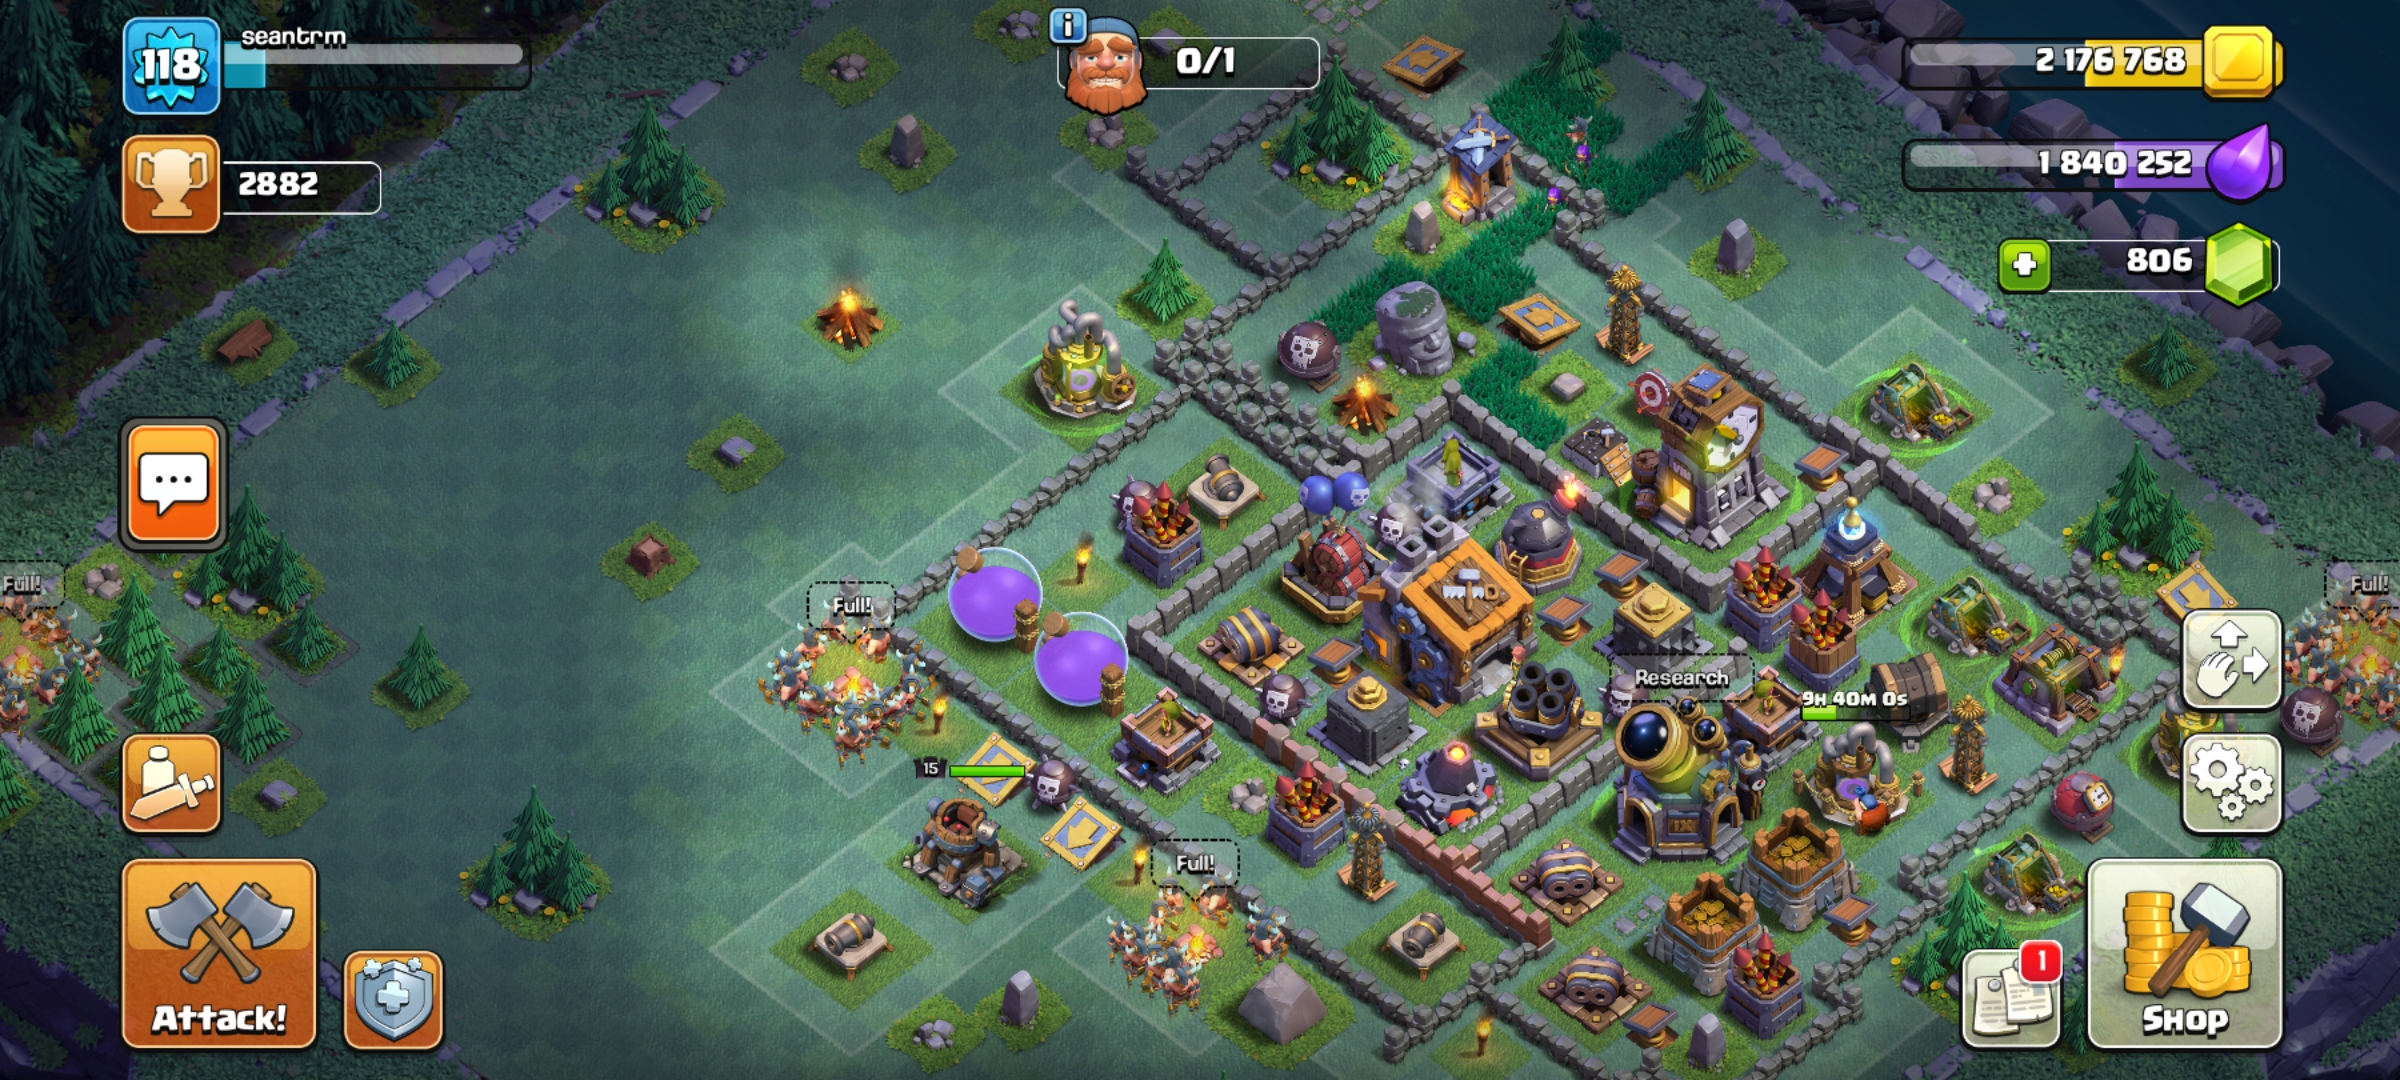 118
seantrm
i
0/1
2 176 768
2882
1 840 252
806
Full!
Full!
Full!
Research
9H 40M 0s
15
IX
Full!
1
Attack!
Shop